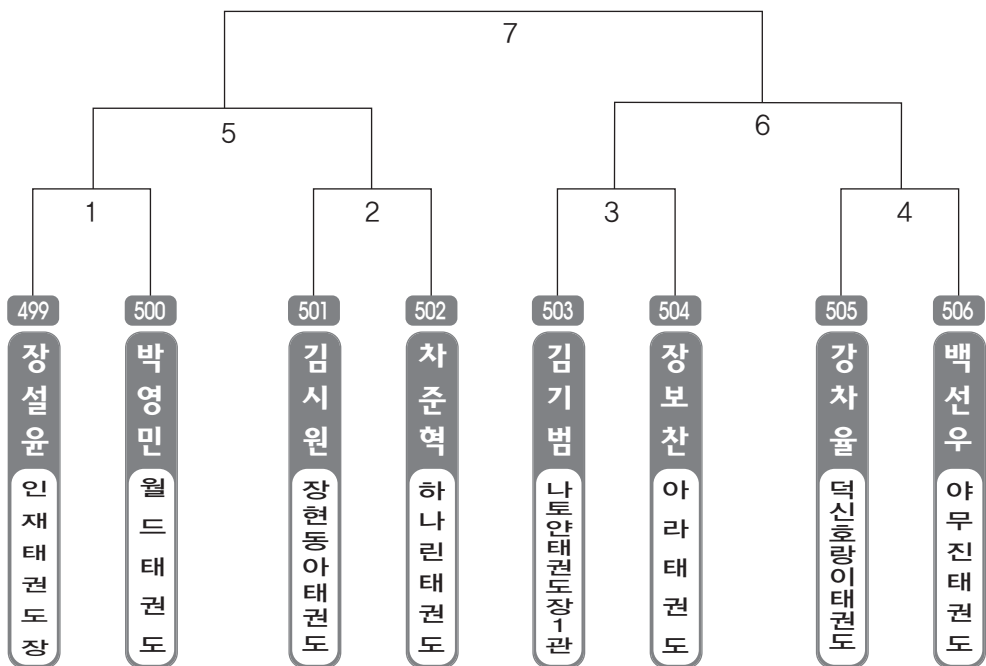 7
5
6
1
2
3
4
499
500
501
502
503
504
505
506
장설윤
박영민
김시원
차준혁
김기범
장보찬
강차율
백선우
인재태권도장
월드태권도
장현동아태권도
하나린태권도
나토얀태권도장1관
아라태권도
덕신호랑이태권도
야무진태권도